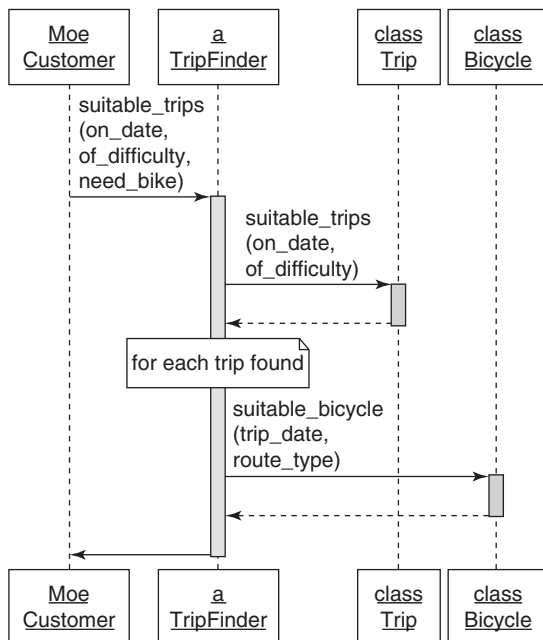 Moe
Customer
a
TripFinder
class
Trip
class
Bicycle
suitable_trips
(on_date,
of_difficulty,
need_bike)
suitable_trips
(on_date,
of_difficulty)
for each trip found
suitable_bicycle
(trip_date,
route_type)
Moe
Customer
a
TripFinder
class
Trip
class
Bicycle